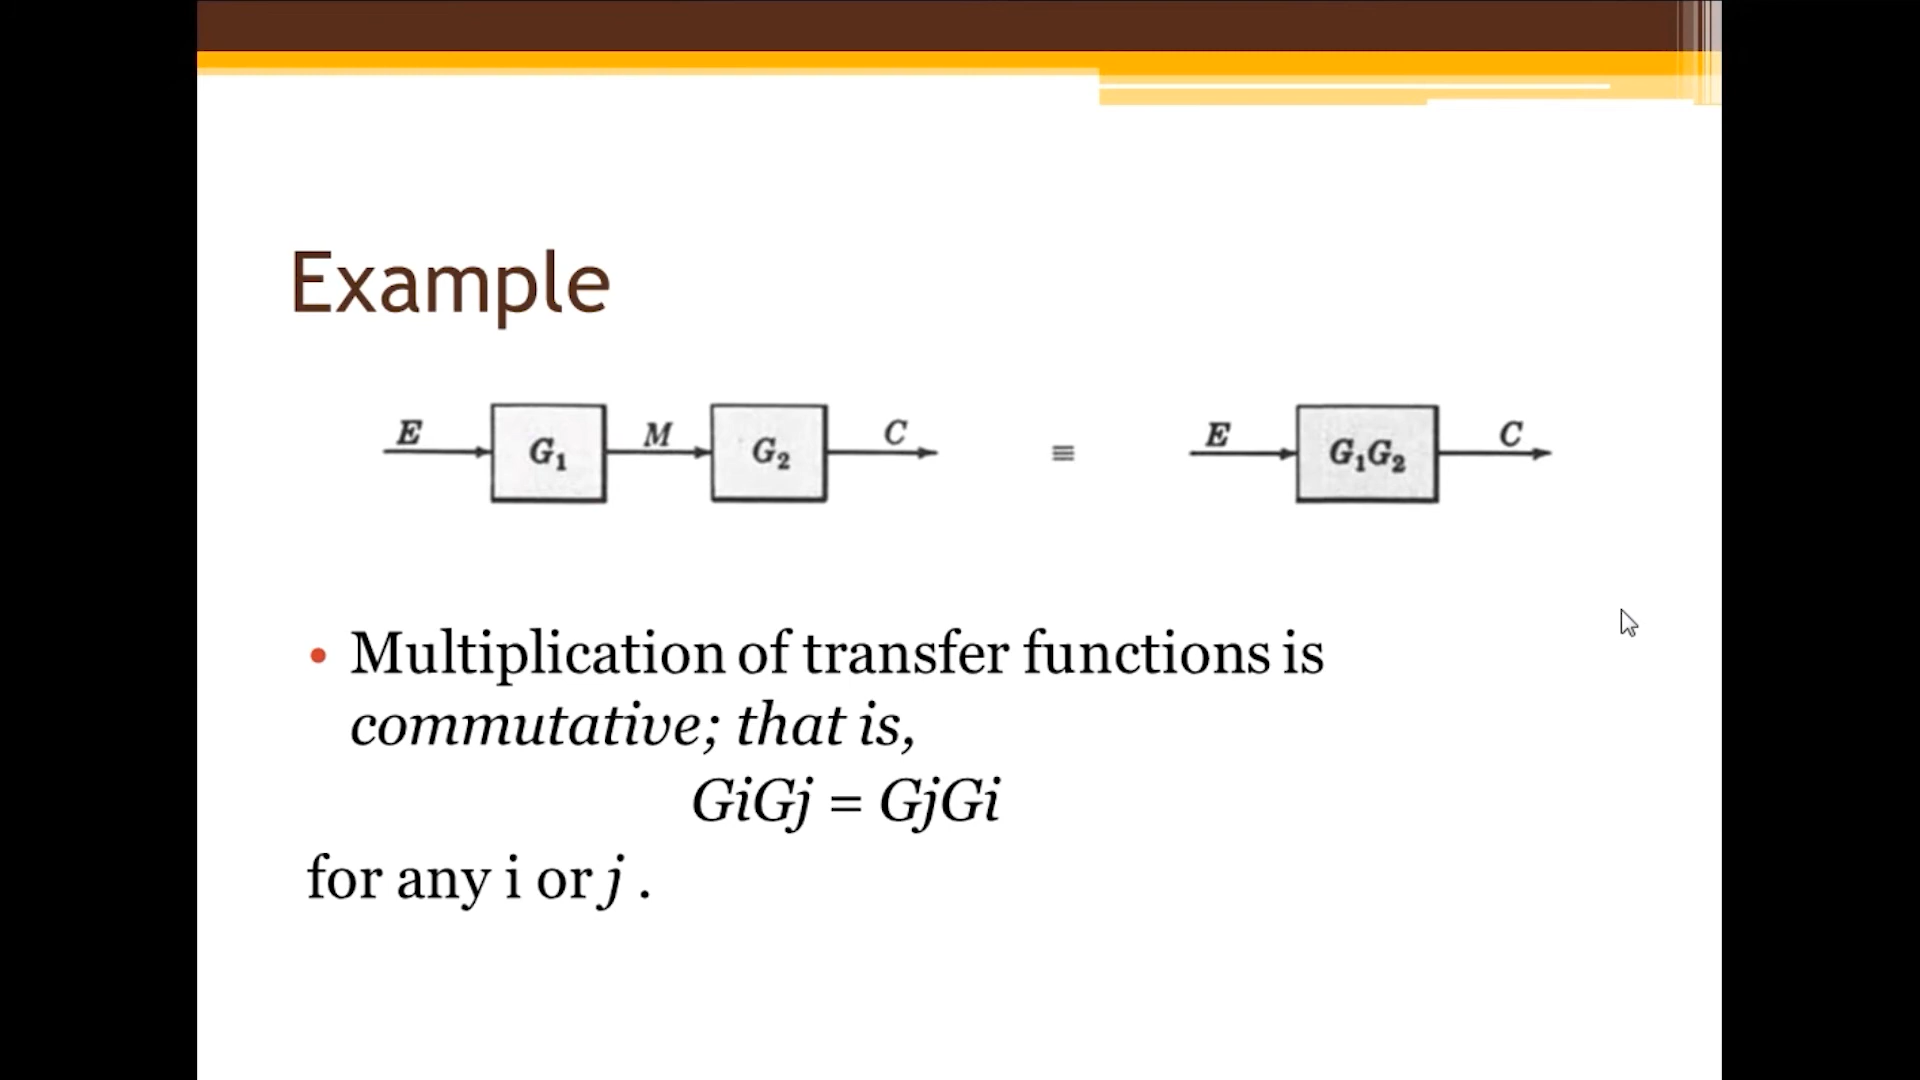 Example
E G₁ M G₂ C ≡ E G₁G₂ C
• Multiplication of transfer functions is
commutative; that is,
GiGj = GjGi
for any i or j .